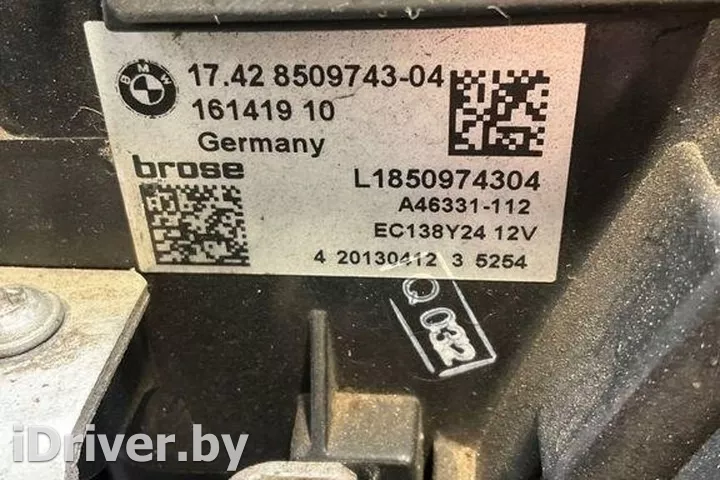 BMW
17.42 8509743-04
161419 10
Germany
brose
L1850974304
A46331-112
EC138Y24 12V
4 20130412 3 5254
Q 032
iDriver.by